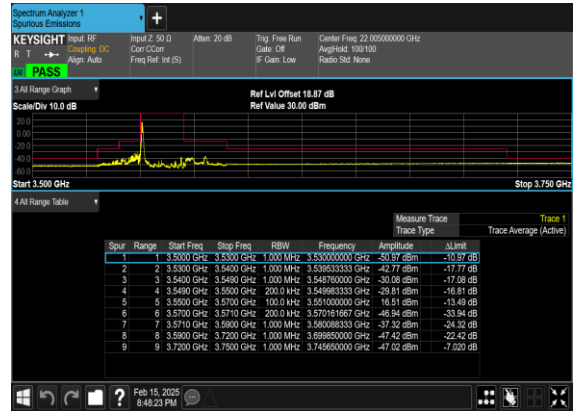 Spectrum Analyzer 1
Spurious Emissions
+
KEYSIGHT Input: RF Input Z: 50 Ω Atten: 20 dB Trig: Free Run Center Freq: 22.005000000 GHz
R T Coupling: DC Corr CCorr Gate: Off Avg|Hold: 100/100
Align: Auto Freq Ref: Int (S) IF Gain: Low Radio Std: None
PASS
3 All Range Graph
Ref Lvl Offset 18.87 dB
Scale/Div 10.0 dB Ref Value 30.00 dBm
20.0
0.00
-20.0
-40.0
-60.0
Start 3.500 GHz Stop 3.750 GHz
4 All Range Table
Measure Trace Trace 1
Trace Type Trace Average (Active)
Spur Range Start Freq Stop Freq RBW Frequency Amplitude ΔLimit
1 1 3.5000 GHz 3.5300 GHz 1.000 MHz 3.530000000 GHz -50.97 dBm -10.97 dB
2 2 3.5300 GHz 3.5400 GHz 1.000 MHz 3.539533333 GHz -42.77 dBm -17.77 dB
3 3 3.5400 GHz 3.5490 GHz 1.000 MHz 3.548760000 GHz -30.08 dBm -17.08 dB
4 4 3.5490 GHz 3.5500 GHz 200.0 kHz 3.549983333 GHz -29.81 dBm -16.81 dB
5 5 3.5500 GHz 3.5700 GHz 100.0 kHz 3.551000000 GHz 16.51 dBm -13.49 dB
6 6 3.5700 GHz 3.5710 GHz 200.0 kHz 3.570161667 GHz -46.94 dBm -33.94 dB
7 7 3.5710 GHz 3.5900 GHz 1.000 MHz 3.580088333 GHz -37.32 dBm -24.32 dB
8 8 3.5900 GHz 3.7200 GHz 1.000 MHz 3.699850000 GHz -47.42 dBm -22.42 dB
9 9 3.7200 GHz 3.7500 GHz 1.000 MHz 3.745650000 GHz -47.02 dBm -7.020 dB
? Feb 15, 2025
8:48:23 PM